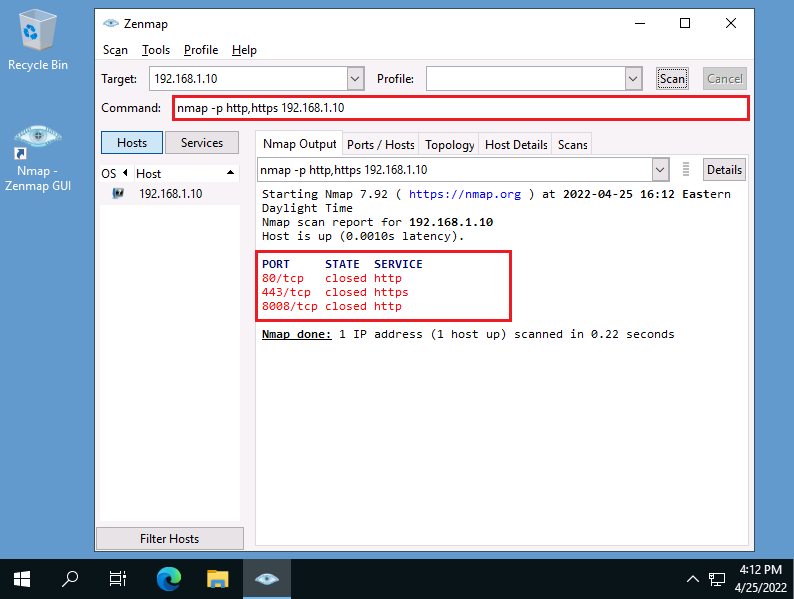 Recycle Bin
Nmap -
Zenmap GUI
Zenmap
Scan Tools Profile Help
Target: 192.168.1.10 Profile: Scan Cancel
Command: nmap -p http,https 192.168.1.10
Hosts Services
OS Host
192.168.1.10
Filter Hosts
Nmap Output Ports / Hosts Topology Host Details Scans
nmap -p http,https 192.168.1.10 Details
Starting Nmap 7.92 ( https://nmap.org ) at 2022-04-25 16:12 Eastern
Daylight Time
Nmap scan report for 192.168.1.10
Host is up (0.0010s latency).
PORT STATE SERVICE
80/tcp closed http
443/tcp closed https
8008/tcp closed http
Nmap done: 1 IP address (1 host up) scanned in 0.22 seconds
4:12 PM
4/25/2022